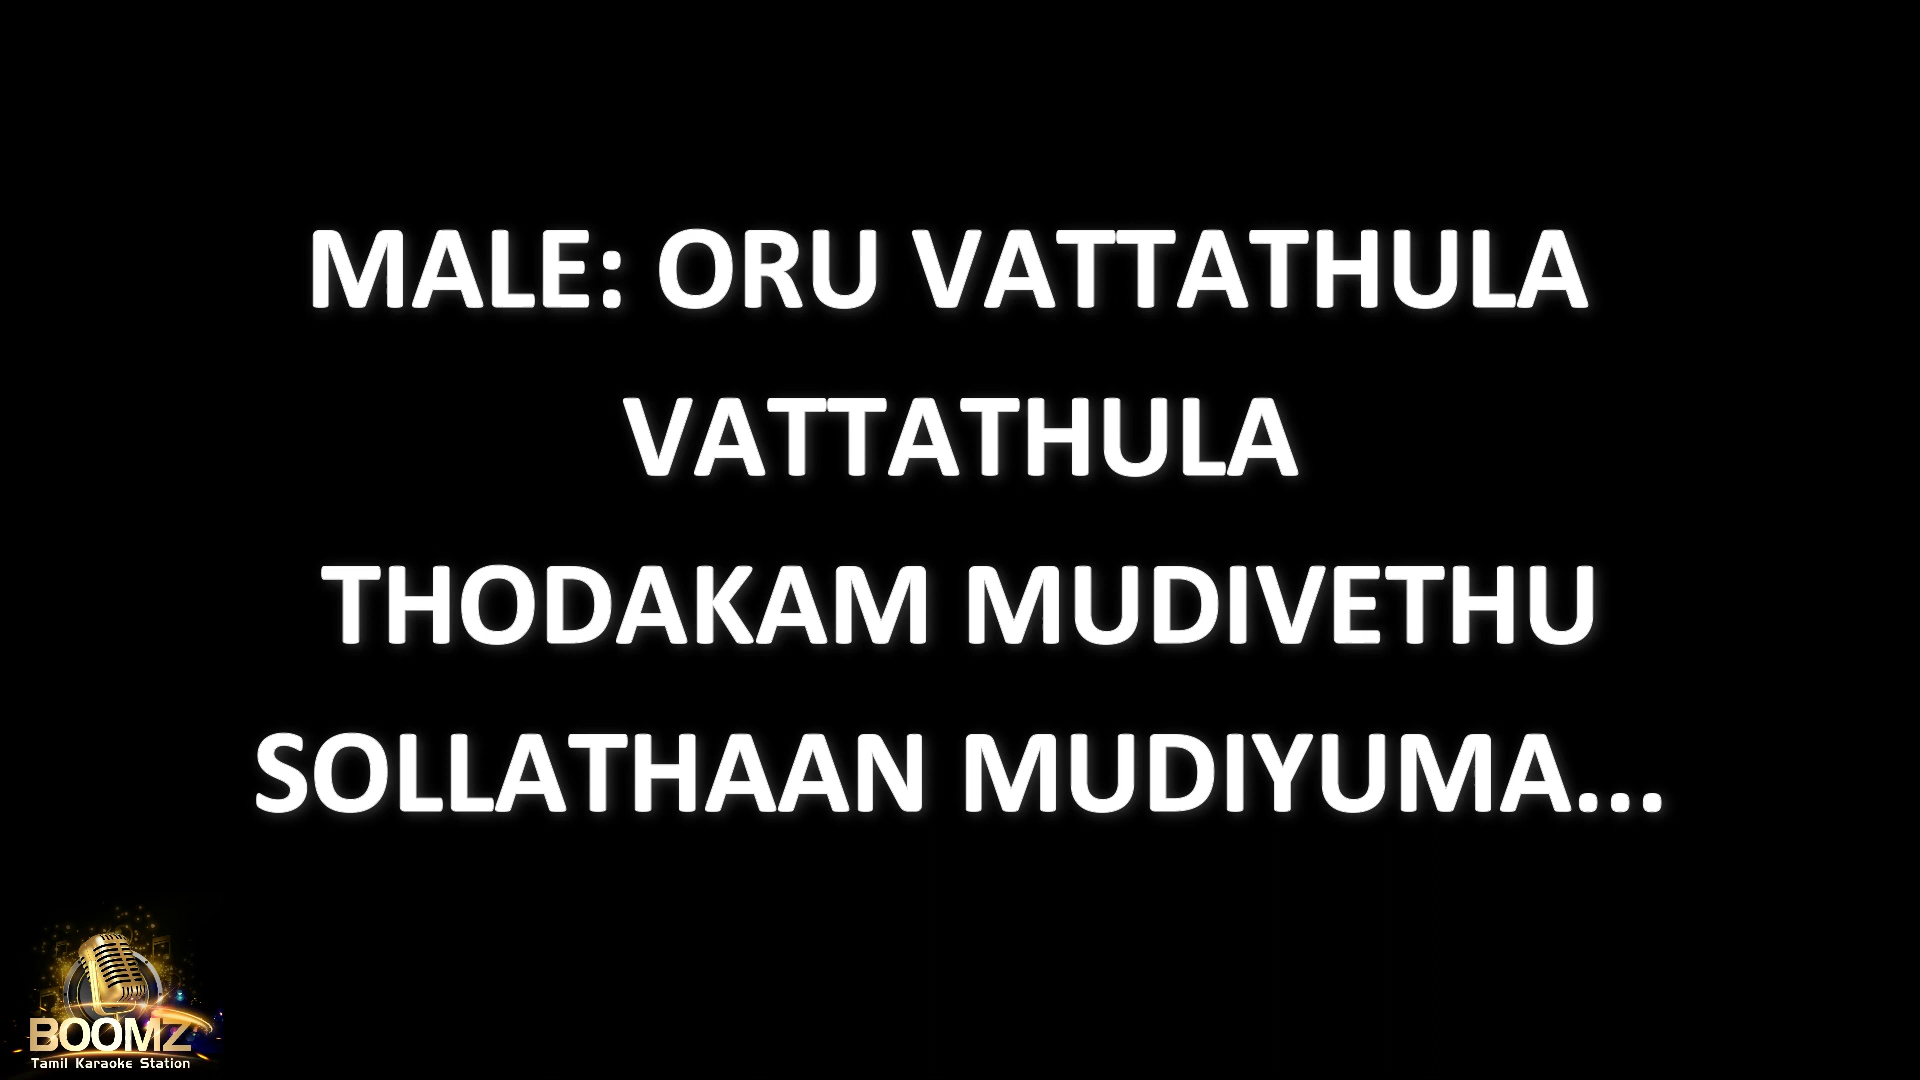 MALE: ORU VATTATHULA
VATTATHULA
THODAKAM MUDIVETHU
SOLLATHAAN MUDIYUMA...
BOOMZ
Tamil Karaoke Station